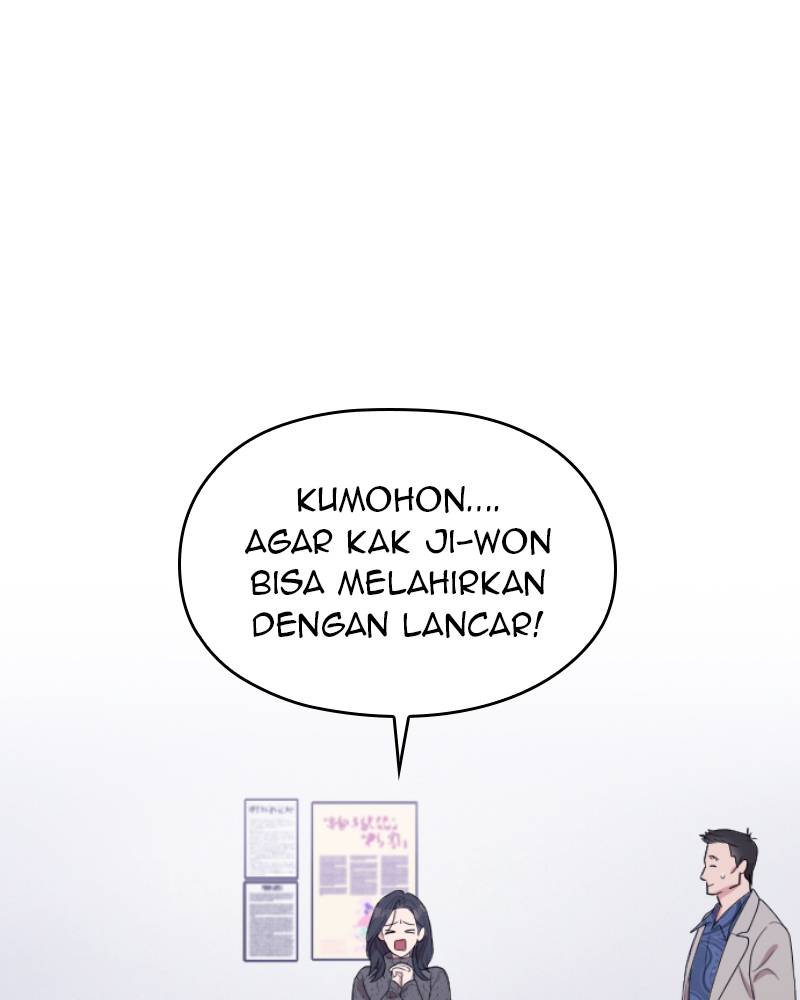 KUMOHON....
AGAR KAK JI-WON
BISA MELAHIRKAN
DENGAN LANCAR!